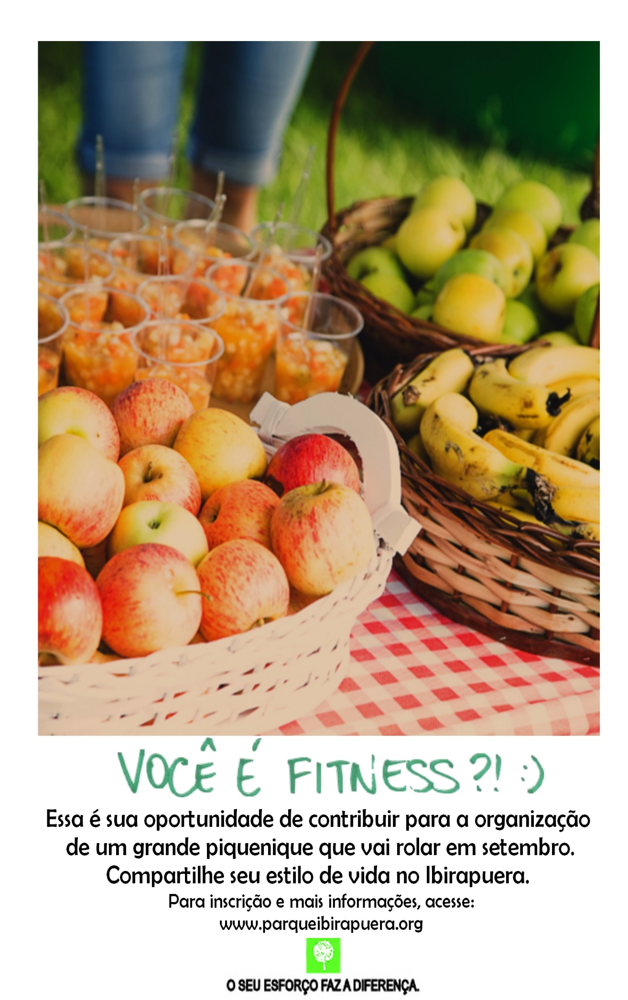 VOCÊ É FITNESS?! :)
Essa é sua oportunidade de contribuir para a organização
de um grande piquenique que vai rolar em setembro.
Compartilhe seu estilo de vida no Ibirapuera.
Para inscrição e mais informações, acesse:
www.parqueibirapuera.org
O SEU ESFORÇO FAZ A DIFERENÇA.